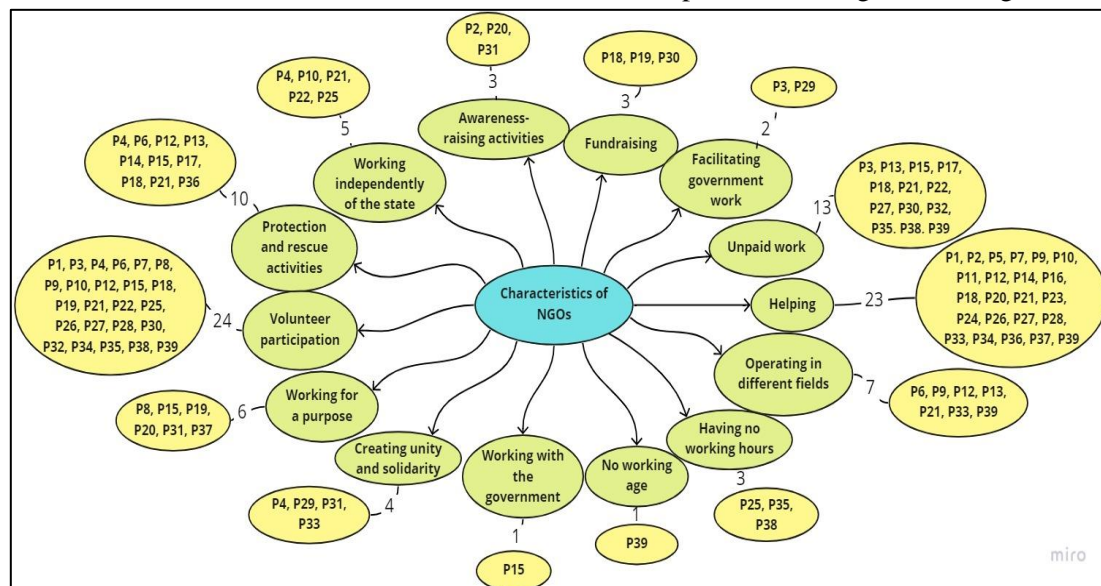 P2, P20,
P31
3
Awareness-
raising activities
P18, P19, P30
3
Fundraising
P3, P29
2
Facilitating
government
work
P3, P13, P15, P17,
P18, P21, P22,
P27, P30, P32,
P35. P38. P39
13
Unpaid work
P1, P2, P5, P7, P9, P10,
P11, P12, P14, P16,
P18, P20, P21, P23,
P24, P26, P27, P28,
P33, P34, P36, P37, P39
23
Helping
Operating in
different fields
7
P6, P9, P12, P13,
P21, P33, P39
Having no
working hours
3
P25, P35,
P38
No working
age
1
P39
Working with
the
government
1
P15
Creating unity
and solidarity
4
P4, P29, P31,
P33
Working for
a purpose
6
P8, P15, P19,
P20, P31, P37
Volunteer
participation
24
P1, P3, P4, P6, P7, P8,
P9, P10, P12, P15, P18,
P19, P21, P22, P25,
P26, P27, P28, P30,
P32, P34, P35, P38, P39
Protection
and rescue
activities
10
P4, P6, P12, P13,
P14, P15, P17,
P18, P21, P36
Working
independently
of the state
5
P4, P10, P21,
P22, P25
Characteristics of
NGOs
miro